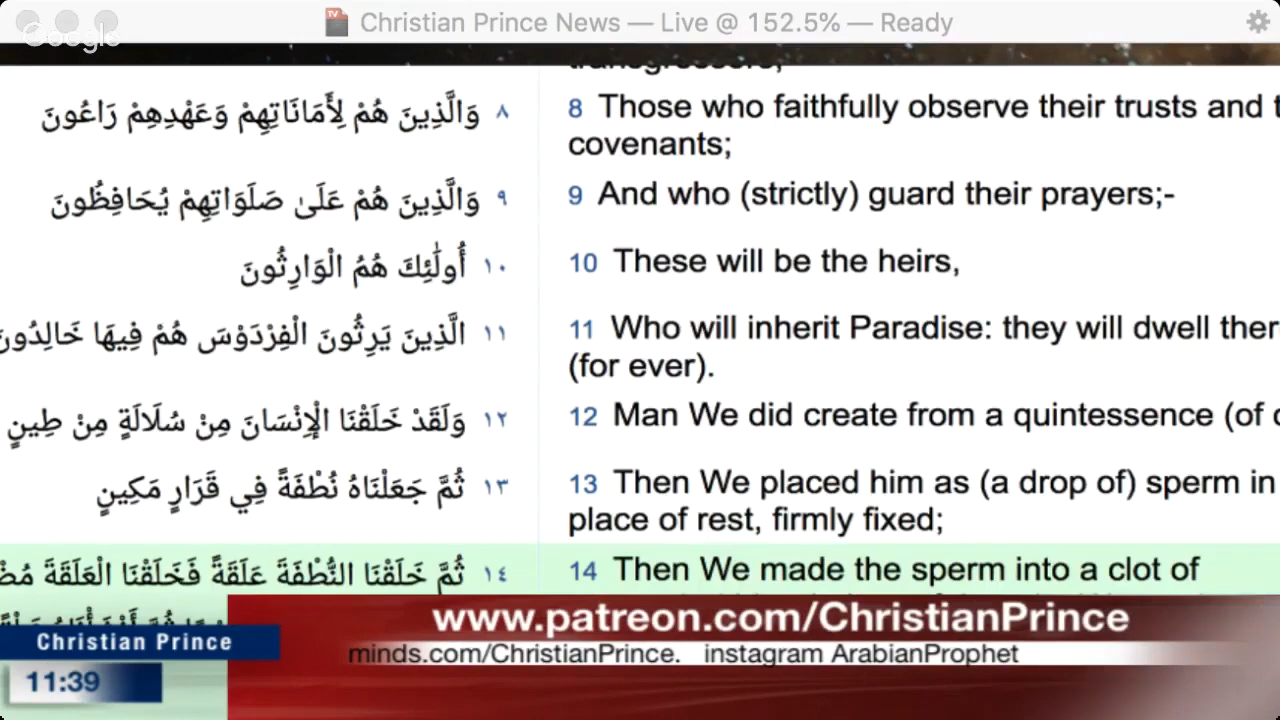 Christian Prince News — Live @ 152.5% — Ready
Google
transgressors;
٨ وَالَّذِينَ هُمْ لِأَمَانَاتِهِمْ وَعَهْدِهِمْ رَاعُونَ
8 Those who faithfully observe their trusts and
covenants;
٩ وَالَّذِينَ هُمْ عَلَىٰ صَلَوَاتِهِمْ يُحَافِظُونَ
9 And who (strictly) guard their prayers;-
١٠ أُولَٰئِكَ هُمُ الْوَارِثُونَ
10 These will be the heirs,
١١ الَّذِينَ يَرِثُونَ الْفِرْدَوْسَ هُمْ فِيهَا خَالِدُونَ
11 Who will inherit Paradise: they will dwell ther
(for ever).
١٢ وَلَقَدْ خَلَقْنَا الْإِنْسَانَ مِنْ سُلَالَةٍ مِنْ طِينٍ
12 Man We did create from a quintessence (of
١٣ ثُمَّ جَعَلْنَاهُ نُطْفَةً فِي قَرَارٍ مَكِينٍ
13 Then We placed him as (a drop of) sperm in
place of rest, firmly fixed;
١٤ ثُمَّ خَلَقْنَا النُّطْفَةَ عَلَقَةً فَخَلَقْنَا الْعَلَقَةَ
14 Then We made the sperm into a clot of
www.patreon.com/ChristianPrince
Christian Prince
minds.com/ChristianPrince. instagram ArabianProphet
11:39